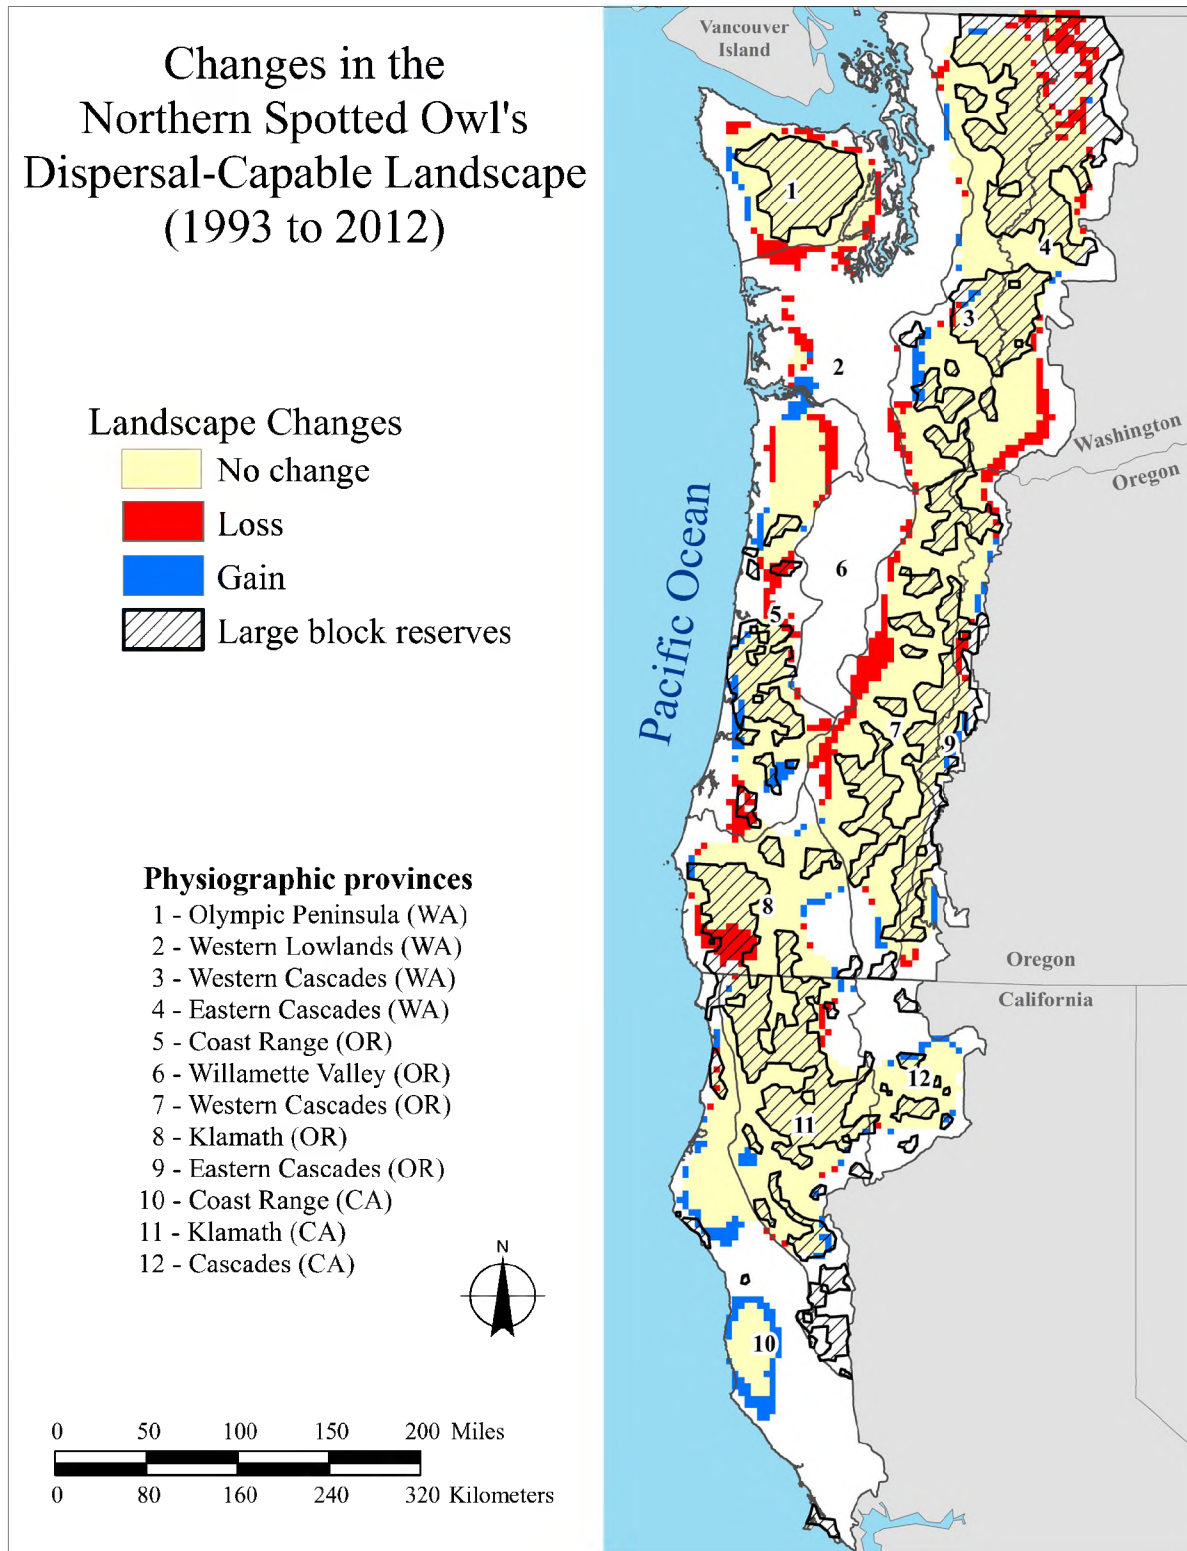 Changes in the
Northern Spotted Owl's
Dispersal-Capable Landscape
(1993 to 2012)
Landscape Changes
No change
Loss
Gain
Large block reserves
Physiographic provinces
1 - Olympic Peninsula (WA)
2 - Western Lowlands (WA)
3 - Western Cascades (WA)
4 - Eastern Cascades (WA)
5 - Coast Range (OR)
6 - Willamette Valley (OR)
7 - Western Cascades (OR)
8 - Klamath (OR)
9 - Eastern Cascades (OR)
10 - Coast Range (CA)
11 - Klamath (CA)
12 - Cascades (CA)
N
0 50 100 150 200 Miles
0 80 160 240 320 Kilometers
Vancouver
Island
1
4
3
2
Washington
Oregon
Pacific Ocean
6
5
7
9
8
Oregon
California
12
11
10